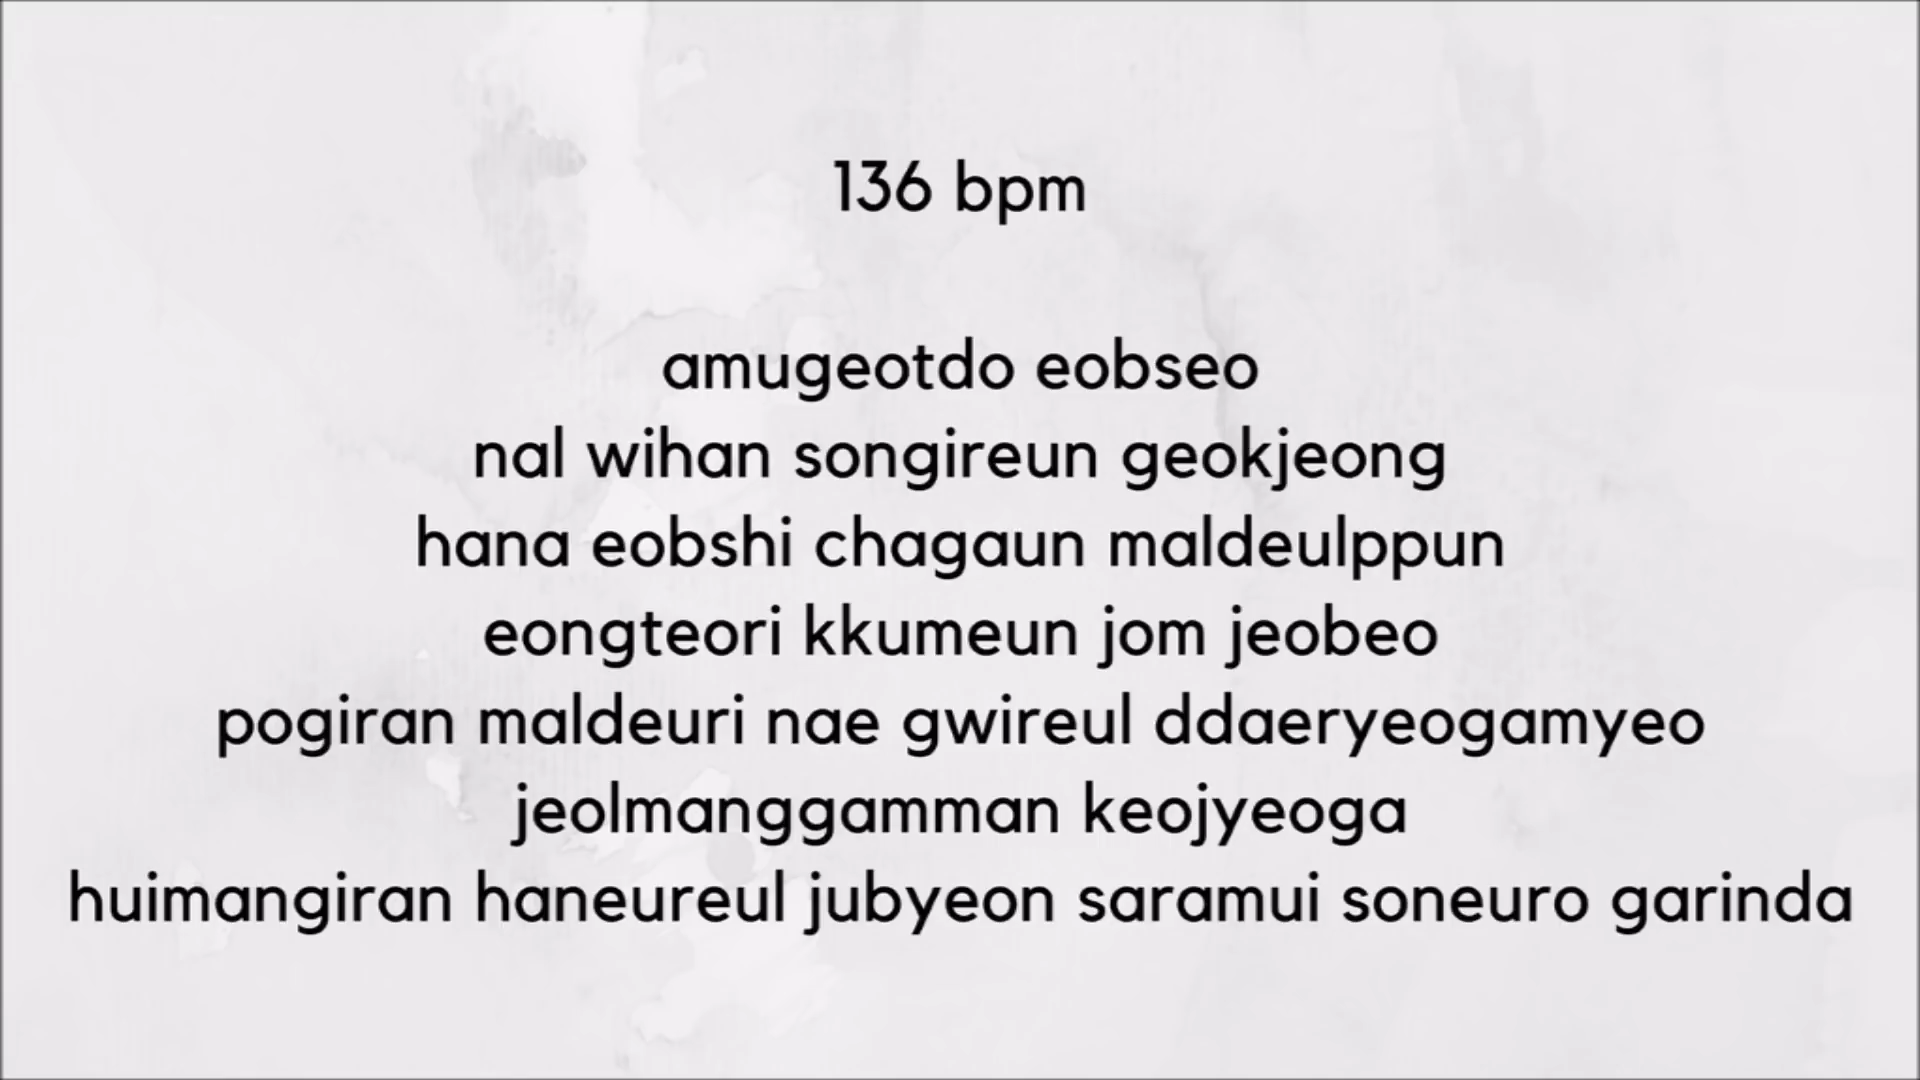 136 bpm
amugeotdo eobseo
nal wihan songireun geokjeong
hana eobshi chagaun maldeulppun
eongteori kkumeun jom jeobeo
pogiran maldeuri nae gwireul ddaeryeogamyeo
jeolmanggamman keojyeoga
huimangiran haneureul jubyeon saramui soneuro garinda